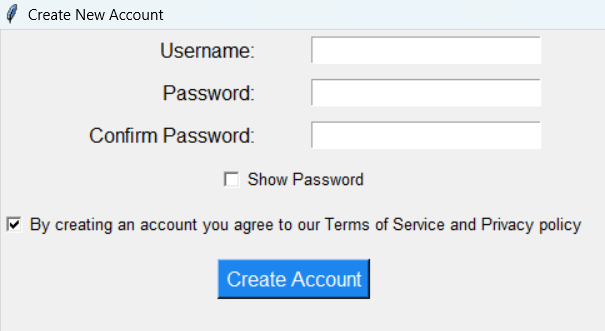 Create New Account
Username:
Password:
Confirm Password:
Show Password
By creating an account you agree to our Terms of Service and Privacy policy
Create Account